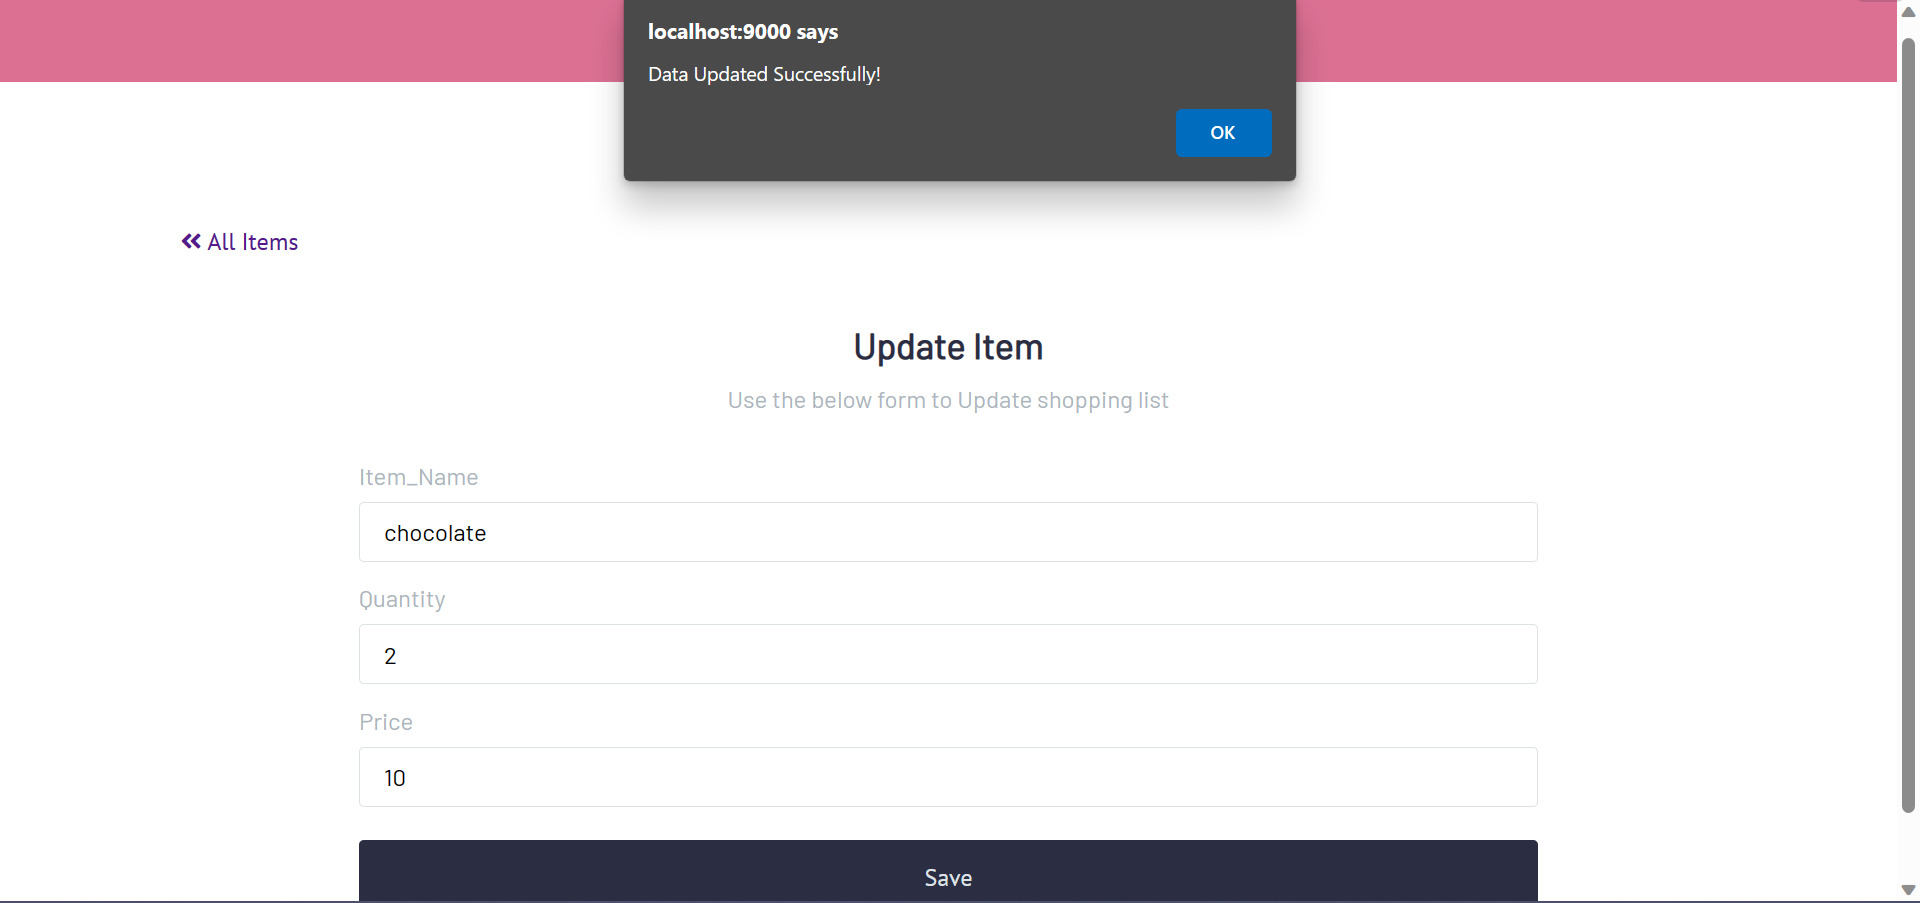 localhost:9000 says
Data Updated Successfully!
OK
All Items
Update Item
Use the below form to Update shopping list
Item_Name
chocolate
Quantity
2
Price
10
Save